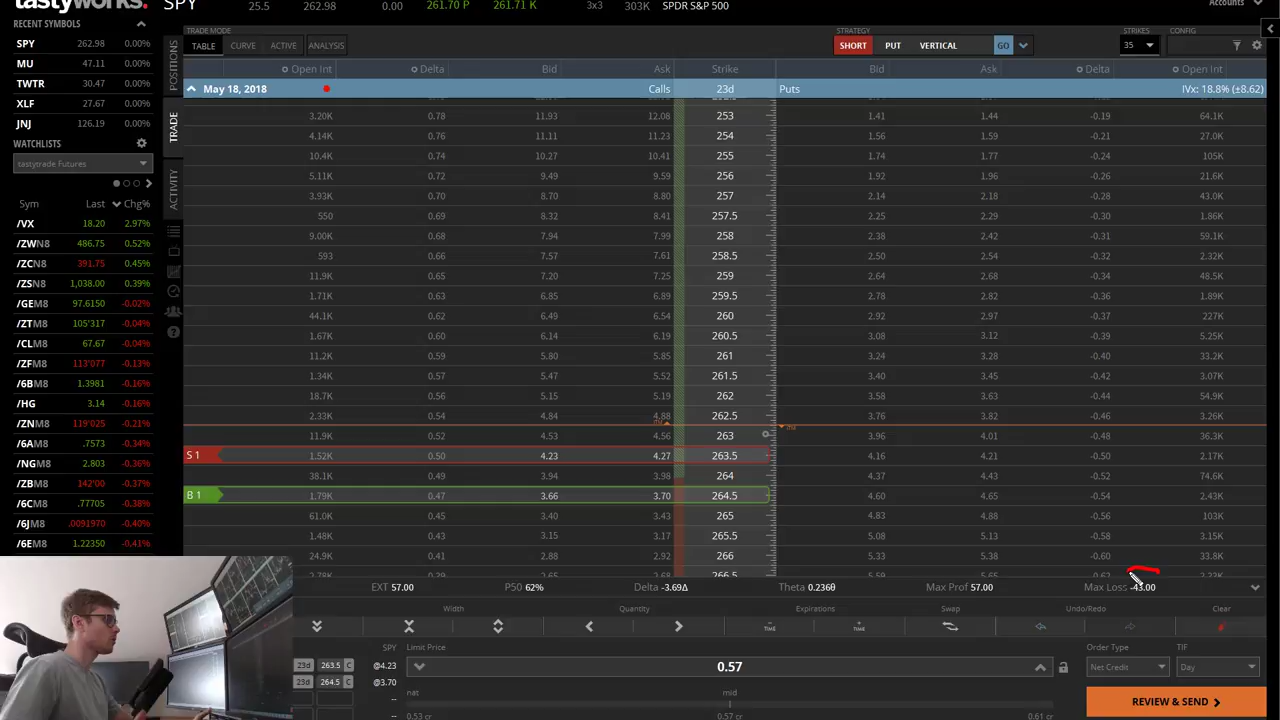 tastyworks. SPY 25.5 262.98 0.00 261.70 P 261.71 K 3x3 303K SPDR S&P 500 Accounts
RECENT SYMBOLS TRADE MODE STRATEGY STRIKES CONFIG
SPY 262.98 0.00% TABLE CURVE ACTIVE ANALYSIS SHORT PUT VERTICAL GO 35
MU 47.11 0.00% Open Int Delta Bid Ask Strike Bid Ask Delta Open Int
TWTR 30.47 0.00% May 18, 2018 Calls 23d Puts IVx: 18.8% (±8.62)
XLF 27.67 0.00%
JNJ 126.19 0.00%
WATCHLISTS
tastytrade Futures
Sym Last Chg%
/VX 18.20 2.97%
/ZWN8 486.75 0.52%
/ZCN8 391.75 0.45%
/ZSN8 1,038.00 0.39%
/GEM8 97.6150 -0.02%
/ZTM8 105'317 -0.04%
/CLM8 67.67 -0.04%
/ZFM8 113'077 -0.13%
/6BM8 1.3981 -0.16%
/HG 3.14 -0.16%
/ZNM8 119'025 -0.21%
/6AM8 .7573 -0.34%
/NGM8 2.803 -0.36%
/ZBM8 142'00 -0.37%
/6CM8 .77705 -0.38%
/6JM8 .0091970 -0.40%
/6EM8 1.22350 -0.41%
POSITIONS
TRADE
ACTIVITY
3.20K 0.78 11.93 12.08 253 1.41 1.44 -0.19 64.1K
4.14K 0.76 11.11 11.23 254 1.56 1.59 -0.21 27.0K
10.4K 0.74 10.27 10.41 255 1.74 1.77 -0.24 105K
5.11K 0.72 9.49 9.59 256 1.92 1.96 -0.26 21.6K
3.93K 0.70 8.70 8.80 257 2.14 2.18 -0.28 43.0K
550 0.69 8.32 8.41 257.5 2.25 2.29 -0.30 1.86K
9.00K 0.68 7.94 7.99 258 2.38 2.42 -0.31 59.1K
593 0.66 7.57 7.61 258.5 2.50 2.54 -0.32 2.32K
11.9K 0.65 7.20 7.25 259 2.64 2.68 -0.34 48.5K
1.71K 0.64 6.85 6.89 259.5 2.78 2.82 -0.36 1.89K
44.1K 0.62 6.49 6.54 260 2.92 2.97 -0.37 227K
1.67K 0.60 6.14 6.19 260.5 3.08 3.12 -0.39 5.25K
11.2K 0.59 5.80 5.85 261 3.24 3.28 -0.40 33.2K
1.34K 0.57 5.47 5.52 261.5 3.40 3.45 -0.42 3.07K
18.7K 0.56 5.15 5.19 262 3.58 3.62 -0.44 54.9K
2.33K 0.54 4.84 4.88 262.5 3.76 3.82 -0.46 3.26K
11.9K 0.52 4.53 4.56 263 3.96 4.01 -0.48 36.3K
S 1 1.52K 0.50 4.23 4.27 263.5 4.16 4.21 -0.50 2.17K
38.1K 0.49 3.94 3.98 264 4.37 4.43 -0.52 74.6K
B 1 1.79K 0.47 3.66 3.70 264.5 4.60 4.65 -0.54 2.43K
61.0K 0.45 3.40 3.43 265 4.83 4.88 -0.56 103K
1.48K 0.43 3.15 3.17 265.5 5.08 5.13 -0.58 3.15K
24.9K 0.41 2.88 2.92 266 5.33 5.38 -0.60 33.8K
EXT 57.00 P50 62% Delta -3.69Δ Theta 0.236θ Max Prof 57.00 Max Loss -43.00
Width Quantity Expirations Swap Undo/Redo Clear
TIME TIME
SPY Limit Price Order Type TIF
23d 263.5 C @4.23 0.57 Net Credit Day
23d 264.5 C @3.70
nat mid
0.53 cr 0.57 cr 0.61 cr
REVIEW & SEND